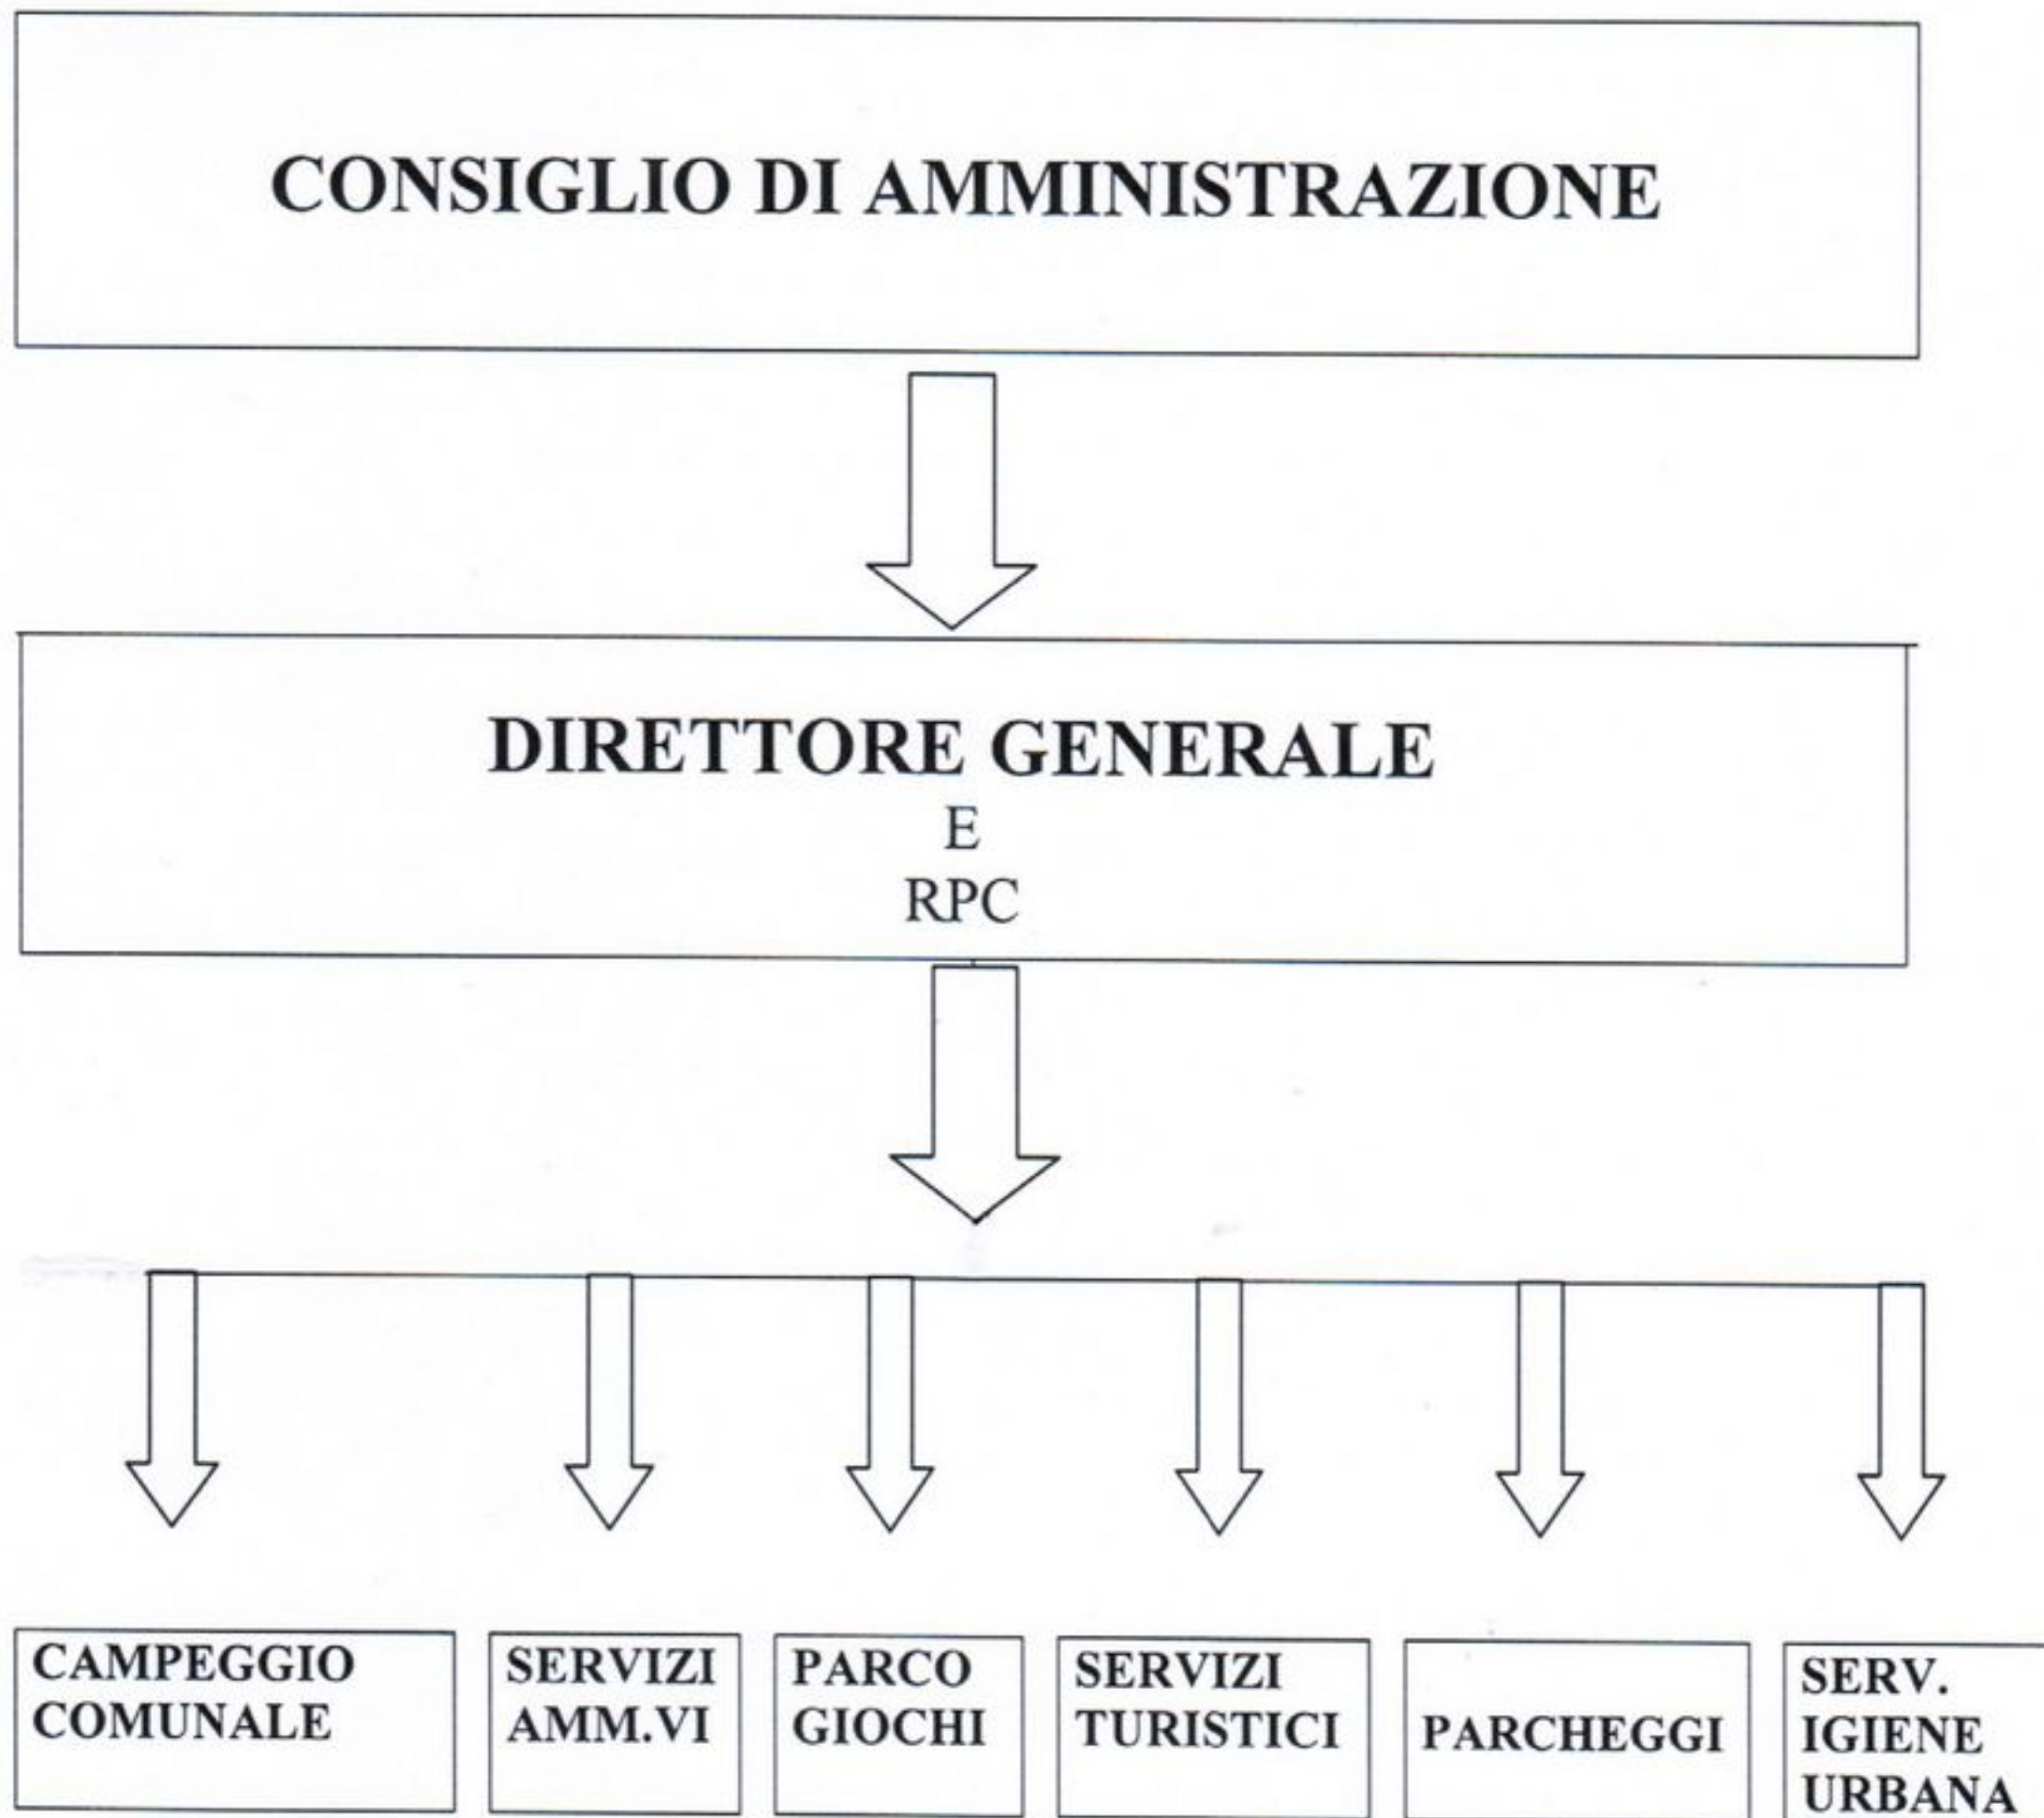 CONSIGLIO DI AMMINISTRAZIONE
DIRETTORE GENERALE
E
RPC
CAMPEGGIO
COMUNALE
SERVIZI
AMM.VI
PARCO
GIOCHI
SERVIZI
TURISTICI
PARCHEGGI
SERV.
IGIENE
URBANA